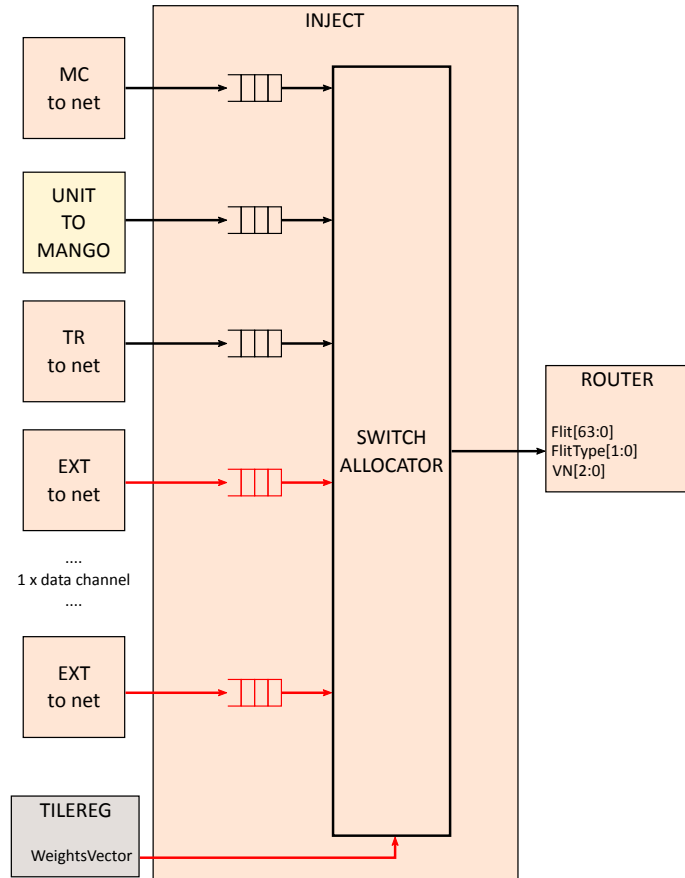 INJECT
MC
to net
UNIT
TO
MANGO
TR
to net
EXT
to net
....
1 x data channel
....
EXT
to net
TILEREG
WeightsVector
SWITCH
ALLOCATOR
ROUTER
Flit[63:0]
FlitType[1:0]
VN[2:0]